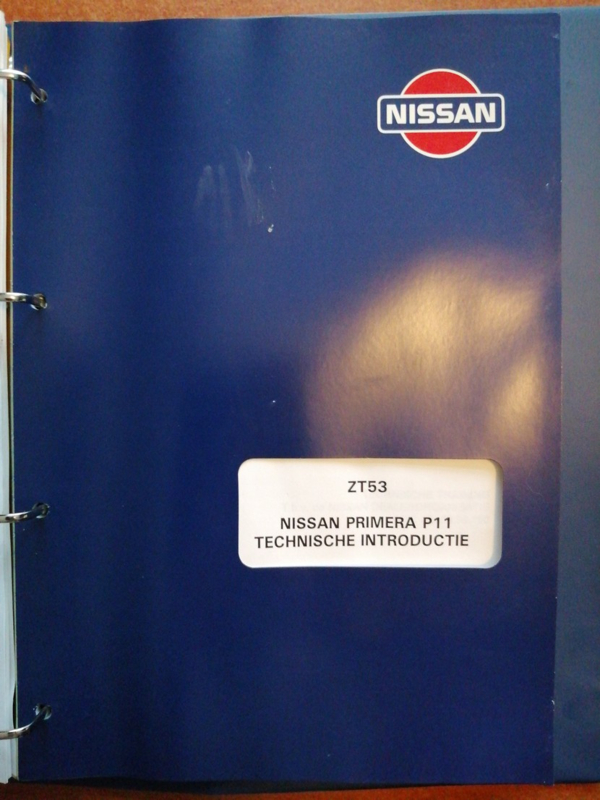 NISSAN
ZT53
NISSAN PRIMERA P11
TECHNISCHE INTRODUCTIE